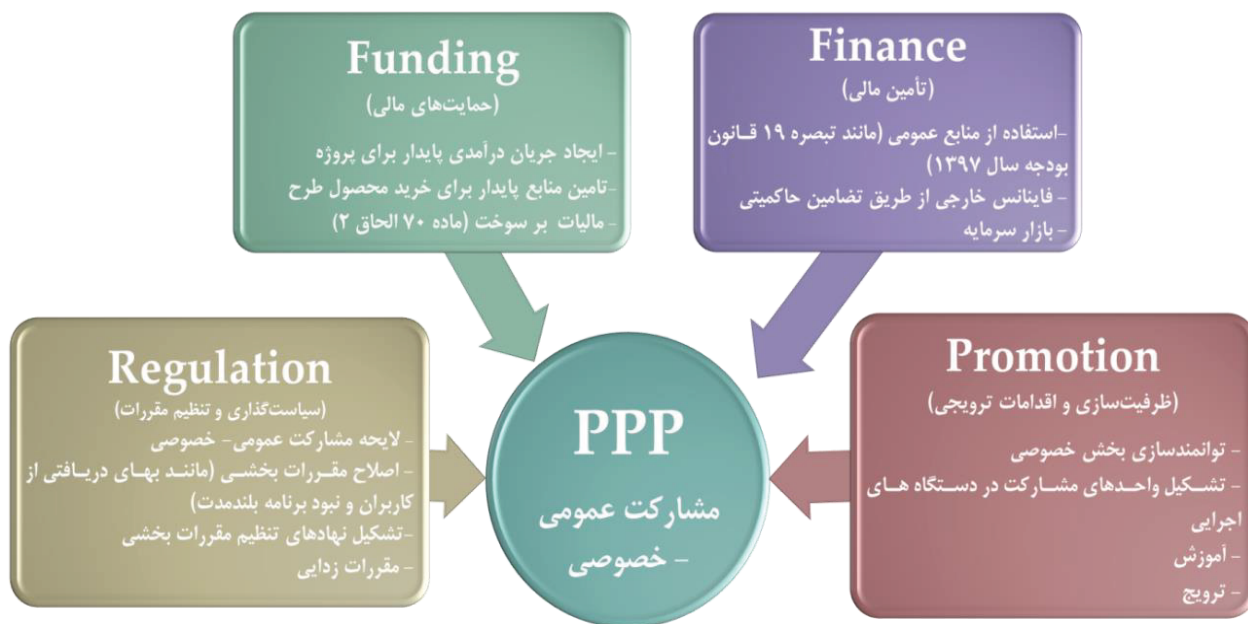 Funding
(حمایت‌های مالی)
- ایجاد جریان درآمدی پایدار برای پروژه
- تامین منابع پایدار برای خرید محصول طرح
- مالیات بر سوخت (ماده ۷۰ الحاق ۲)
Finance
(تأمین مالی)
-استفاده از منابع عمومی (مانند تبصره ۱۹ قانون
بودجه سال ۱۳۹۷)
- فاینانس خارجی از طریق تضامین حاکمیتی
- بازار سرمایه
Regulation
(سیاست‌گذاری و تنظیم مقررات)
- لایحه مشارکت عمومی- خصوصی
- اصلاح مقررات بخشی (مانند بهای دریافتی از
کاربران و نبود برنامه بلندمدت)
-تشکیل نهادهای تنظیم مقررات بخشی
- مقررات زدایی
PPP
مشارکت عمومی
- خصوصی
Promotion
(ظرفیت‌سازی و اقدامات ترویجی)
- توانمندسازی بخش خصوصی
- تشکیل واحدهای مشارکت در دستگاه های
اجرایی
- آموزش
- ترویج